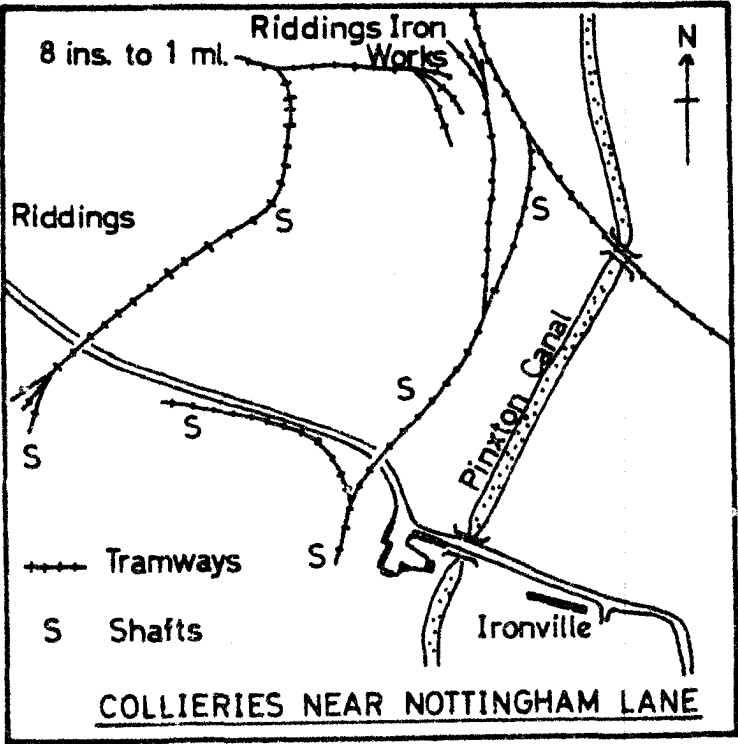 8 ins. to 1 ml.
Riddings Iron
Works
N
S
S
Riddings
Pinxton Canal
S
S
S
S
Tramways
S Shafts
Ironville
COLLIERIES NEAR NOTTINGHAM LANE